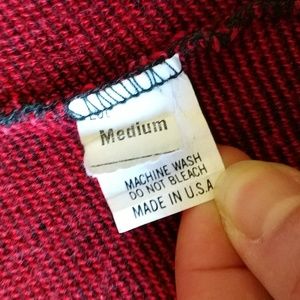 Medium
MACHINE WASH
DO NOT BLEACH
MADE IN U.S.A